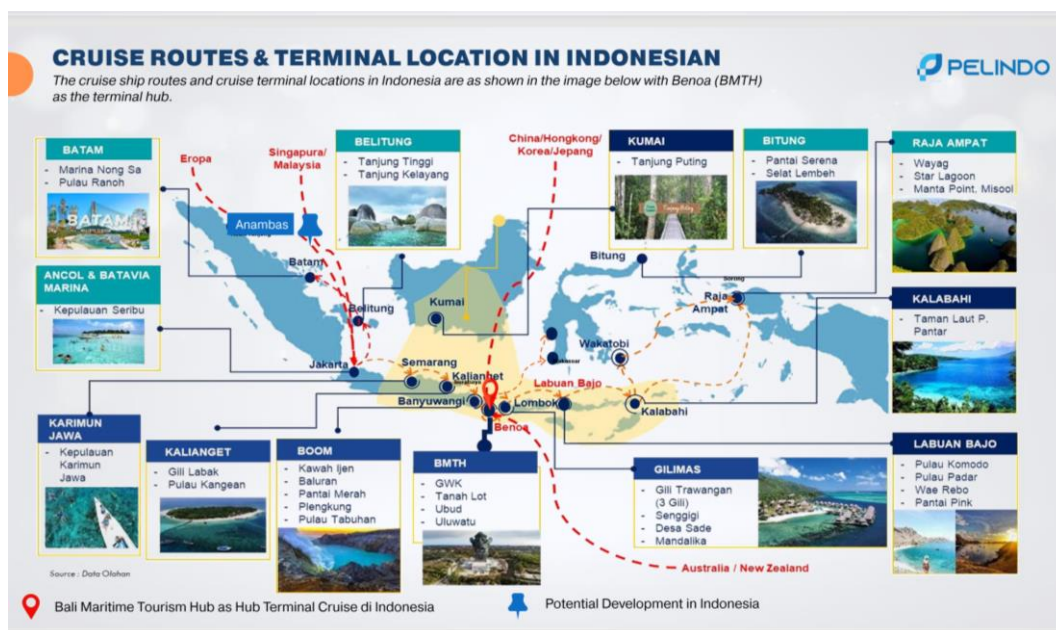 CRUISE ROUTES & TERMINAL LOCATION IN INDONESIAN
The cruise ship routes and cruise terminal locations in Indonesia are as shown in the image below with Benoa (BMTH)
as the terminal hub.
PELINDO
BATAM
- Marina Nong Sa
- Pulau Ranoh
BATAM
Eropa
Singapura/
Malaysia
Anambas
BELITUNG
- Tanjung Tinggi
- Tanjung Kelayang
China/Hongkong/
Korea/Jepang
KUMAI
- Tanjung Puting
BITUNG
- Pantai Serena
- Selat Lembeh
RAJA AMPAT
- Wayag
- Star Lagoon
- Manta Point, Misool
ANCOL & BATAVIA
MARINA
- Kepulauan Seribu
Batam
Belitung
Kumai
Bitung
Sorong
Raja
Ampat
KALABAHI
- Taman Laut P.
Pantar
Jakarta
Semarang
Kalianget
Surabaya
Banyuwangi
Benoa
Lombok
Labuan Bajo
Makassar
Wakatobi
Kalabahi
KARIMUN
JAWA
- Kepulauan
Karimun
Jawa
KALIANGET
- Gili Labak
- Pulau Kangean
BOOM
- Kawah Ijen
- Baluran
- Pantai Merah
- Plengkung
- Pulau Tabuhan
BMTH
- GWK
- Tanah Lot
- Ubud
- Uluwatu
GILIMAS
- Gili Trawangan
(3 Gili)
- Senggigi
- Desa Sade
- Mandalika
LABUAN BAJO
- Pulau Komodo
- Pulau Padar
- Wae Rebo
- Pantai Pink
Australia / New Zealand
Source : Data Olahan
Bali Maritime Tourism Hub as Hub Terminal Cruise di Indonesia
Potential Development in Indonesia